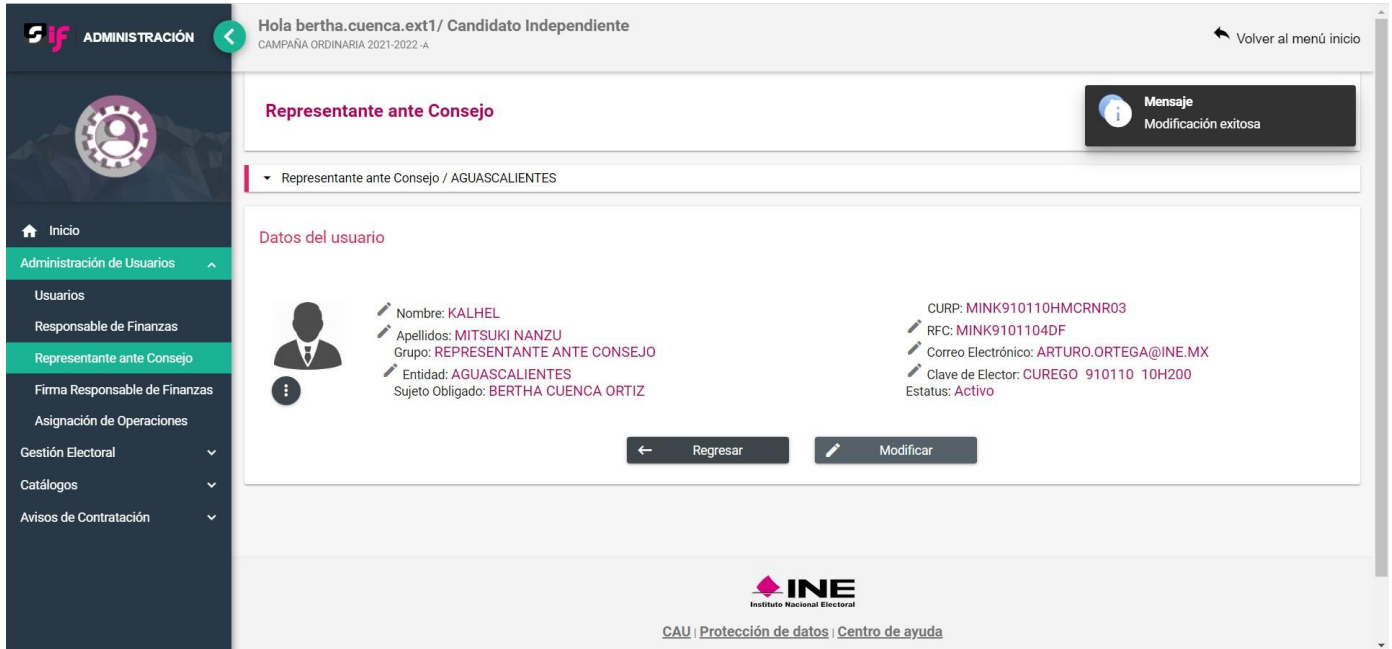 Sif ADMINISTRACIÓN
Hola bertha.cuenca.ext1/ Candidato Independiente
CAMPAÑA ORDINARIA 2021-2022 -A
Volver al menú inicio
Representante ante Consejo
Mensaje
Modificación exitosa
Representante ante Consejo / AGUASCALIENTES
Inicio
Administración de Usuarios
Usuarios
Responsable de Finanzas
Representante ante Consejo
Firma Responsable de Finanzas
Asignación de Operaciones
Gestión Electoral
Catálogos
Avisos de Contratación
Datos del usuario
Nombre: KALHEL
Apellidos: MITSUKI NANZU
Grupo: REPRESENTANTE ANTE CONSEJO
Entidad: AGUASCALIENTES
Sujeto Obligado: BERTHA CUENCA ORTIZ
CURP: MINK910110HMCRNR03
RFC: MINK9101104DF
Correo Electrónico: ARTURO.ORTEGA@INE.MX
Clave de Elector: CUREGO 910110 10H200
Estatus: Activo
Regresar
Modificar
INE
Instituto Nacional Electoral
CAU | Protección de datos | Centro de ayuda